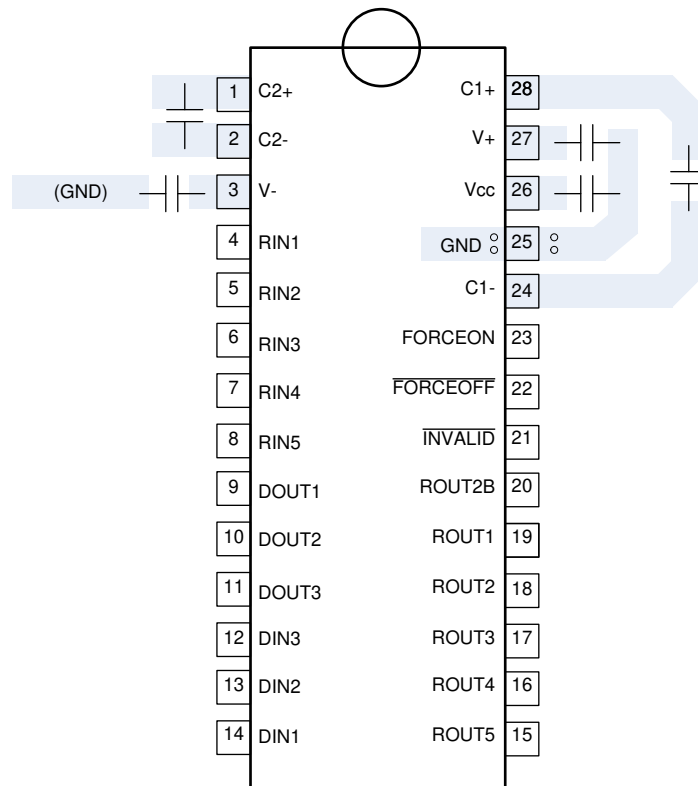 1 C2+ C1+ 28
2 C2- V+ 27
(GND) 3 V- Vcc 26
4 RIN1 GND 25
5 RIN2 C1- 24
6 RIN3 FORCEON 23
7 RIN4 FORCEOFF 22
8 RIN5 INVALID 21
9 DOUT1 ROUT2B 20
10 DOUT2 ROUT1 19
11 DOUT3 ROUT2 18
12 DIN3 ROUT3 17
13 DIN2 ROUT4 16
14 DIN1 ROUT5 15